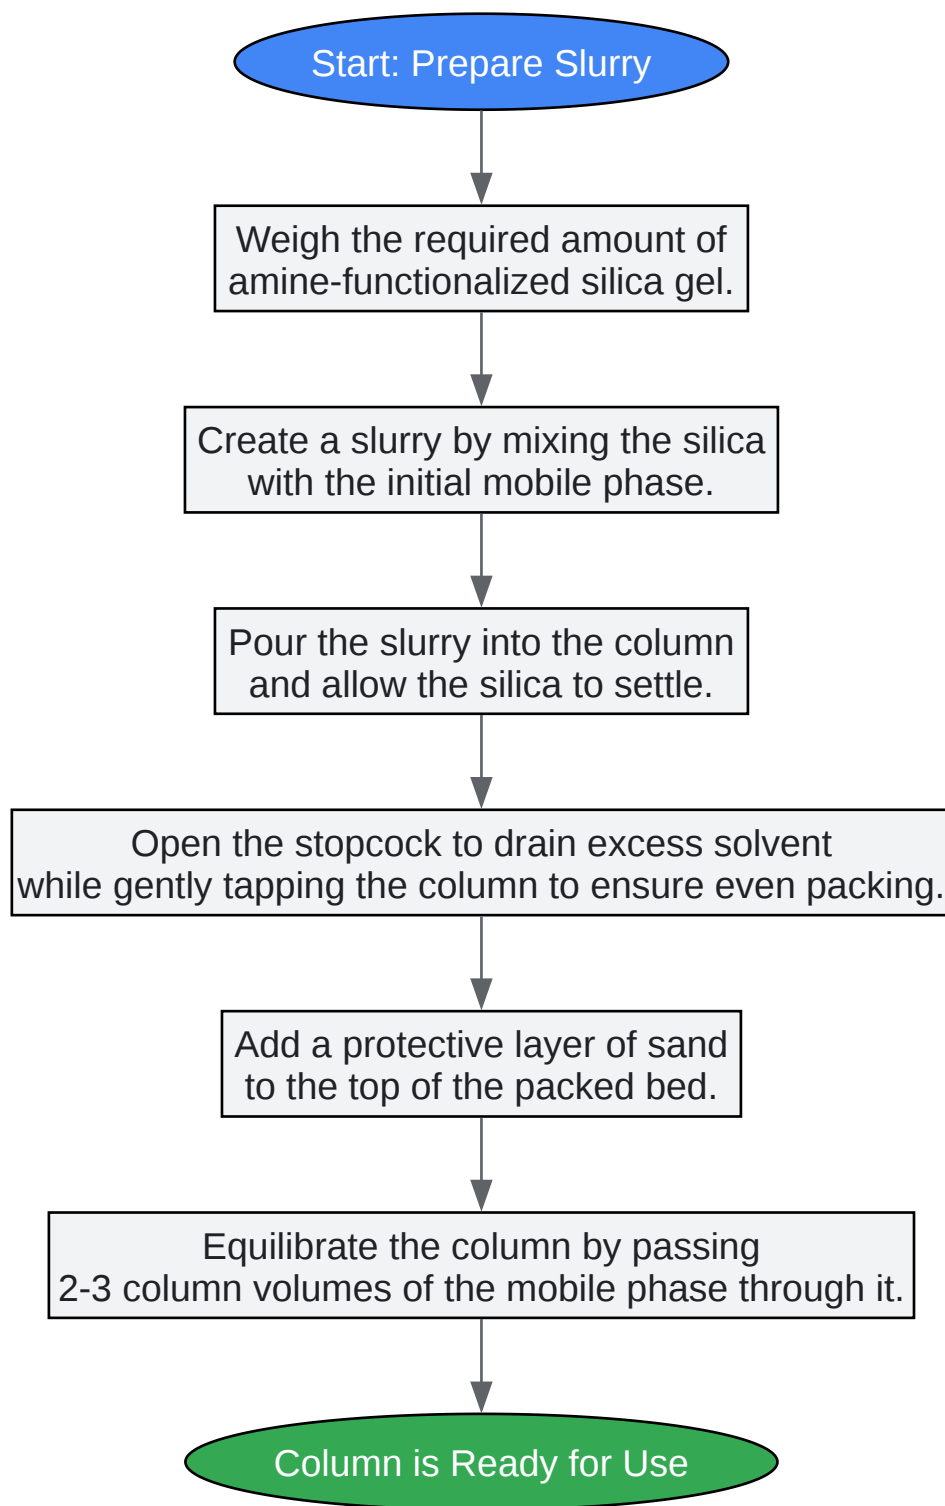 Start: Prepare Slurry
Weigh the required amount of
amine-functionalized silica gel.
Create a slurry by mixing the silica
with the initial mobile phase.
Pour the slurry into the column
and allow the silica to settle.
Open the stopcock to drain excess solvent
while gently tapping the column to ensure even packing.
Add a protective layer of sand
to the top of the packed bed.
Equilibrate the column by passing
2-3 column volumes of the mobile phase through it.
Column is Ready for Use